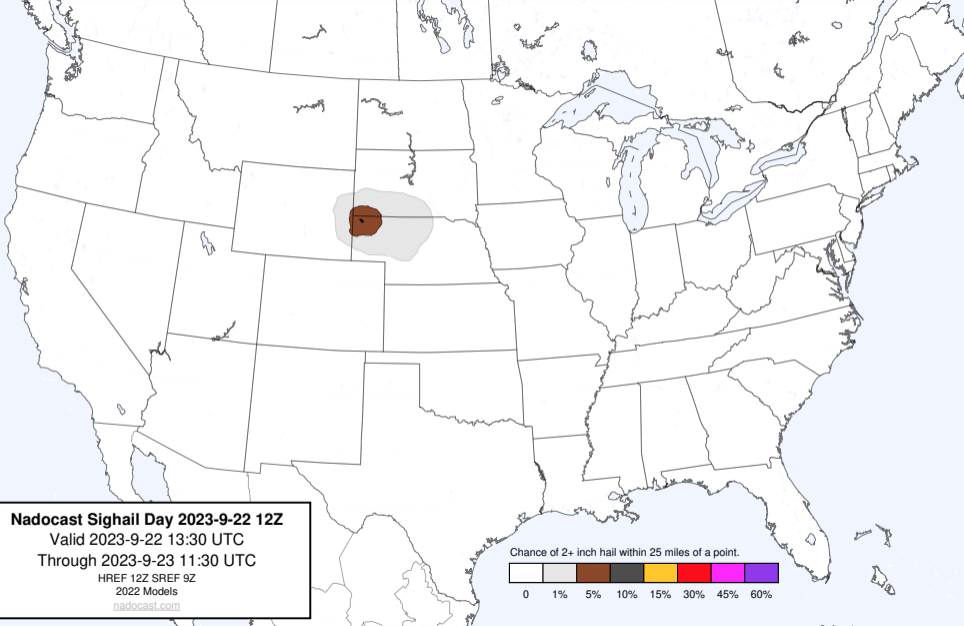 Nadocast Sighail Day 2023-9-22 12Z
Valid 2023-9-22 13:30 UTC
Through 2023-9-23 11:30 UTC
HREF 12Z SREF 9Z
2022 Models
nadocast.com
Chance of 2+ inch hail within 25 miles of a point.
0 1% 5% 10% 15% 30% 45% 60%